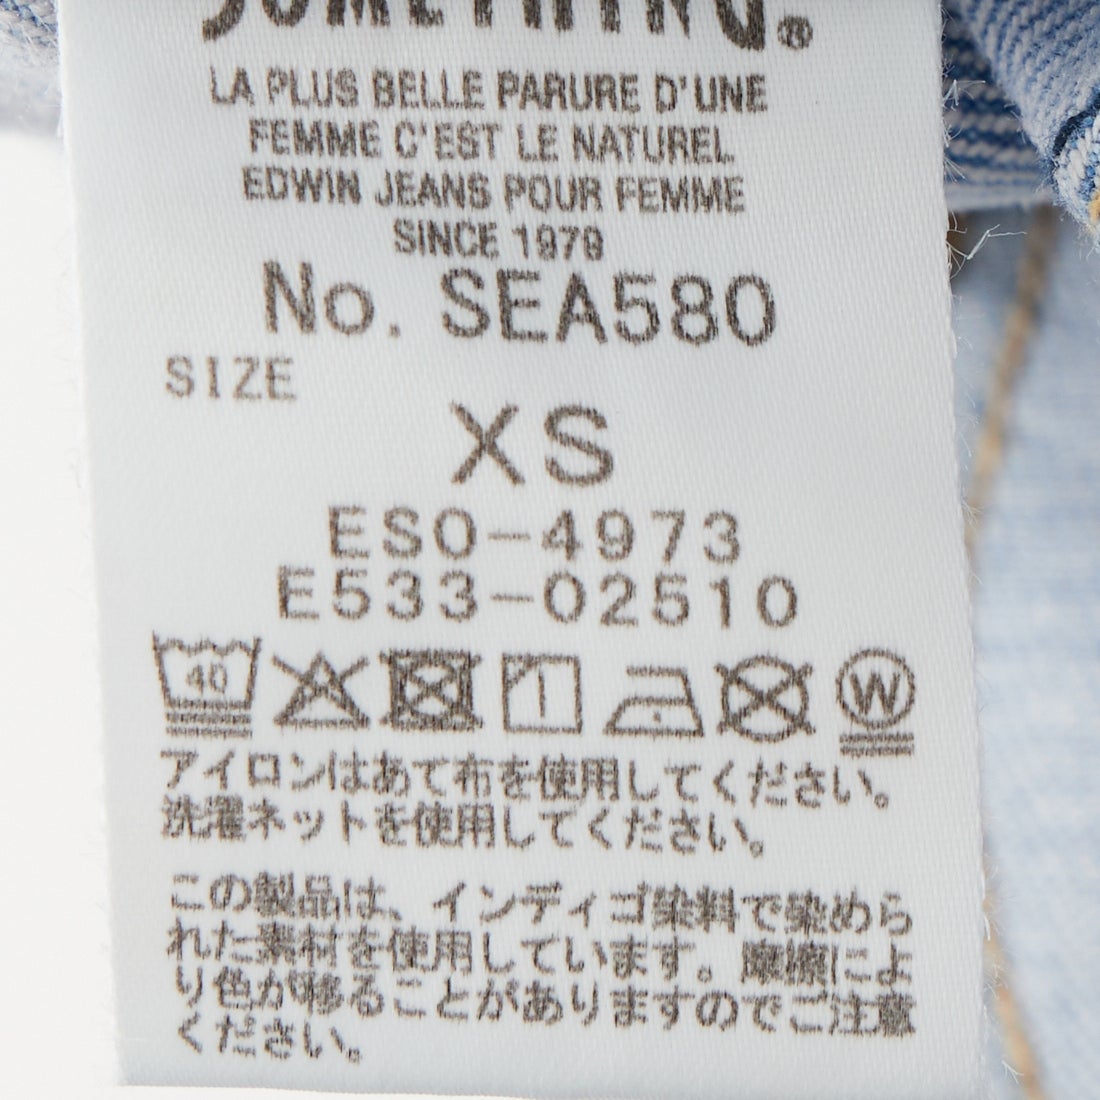 SOMETHING®
LA PLUS BELLE PARURE D'UNE
FEMME C'EST LE NATUREL
EDWIN JEANS POUR FEMME
SINCE 1979
No. SEA580
SIZE
XS
ESO-4973
E533-02510
40
W
アイロンはあて布を使用してください。
洗濯ネットを使用してください。
この製品は、インディゴ染料で染めら
れた素材を使用しています。摩擦によ
り色が移ることがありますのでご注意
ください。